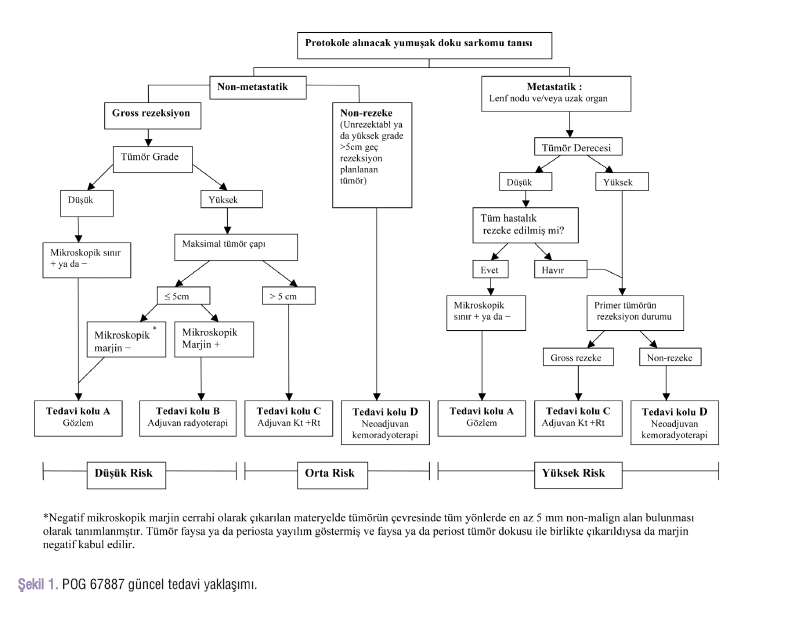 Protokole alınacak yumuşak doku sarkomu tanısı
Non-metastatik
Metastatik :
Lenf nodu ve/veya uzak organ
Gross rezeksiyon
Non-rezeke
(Unrezektabl ya
da yüksek grade
>5cm geç
rezeksiyon
planlanan
tümör)
Tümör Grade
Tümör Derecesi
Düşük
Yüksek
Düşük
Yüksek
Tüm hastalık
rezeke edilmiş mi?
Mikroskopik sınır
+ ya da −
Maksimal tümör çapı
Evet
Hayır
≤ 5cm
> 5 cm
Mikroskopik
sınır + ya da −
Primer tümörün
rezeksiyon durumu
Mikroskopik *
marjin −
Mikroskopik
Marjin +
Gross rezeke
Non-rezeke
Tedavi kolu A
Gözlem
Tedavi kolu B
Adjuvan radyoterapi
Tedavi kolu C
Adjuvan Kt +Rt
Tedavi kolu D
Neoadjuvan
kemoradyoterapi
Tedavi kolu A
Gözlem
Tedavi kolu C
Adjuvan Kt +Rt
Tedavi kolu D
Neoadjuvan
kemoradyoterapi
Düşük Risk
Orta Risk
Yüksek Risk
*Negatif mikroskopik marjin cerrahi olarak çıkarılan materyelde tümörün çevresinde tüm yönlerde en az 5 mm non-malign alan bulunması
olarak tanımlanmştır. Tümör faysa ya da periosta yayılım göstermiş ve faysa ya da periost tümör dokusu ile birlikte çıkarıldıysa da marjin
negatif kabul edilir.
Şekil 1. POG 67887 güncel tedavi yaklaşımı.